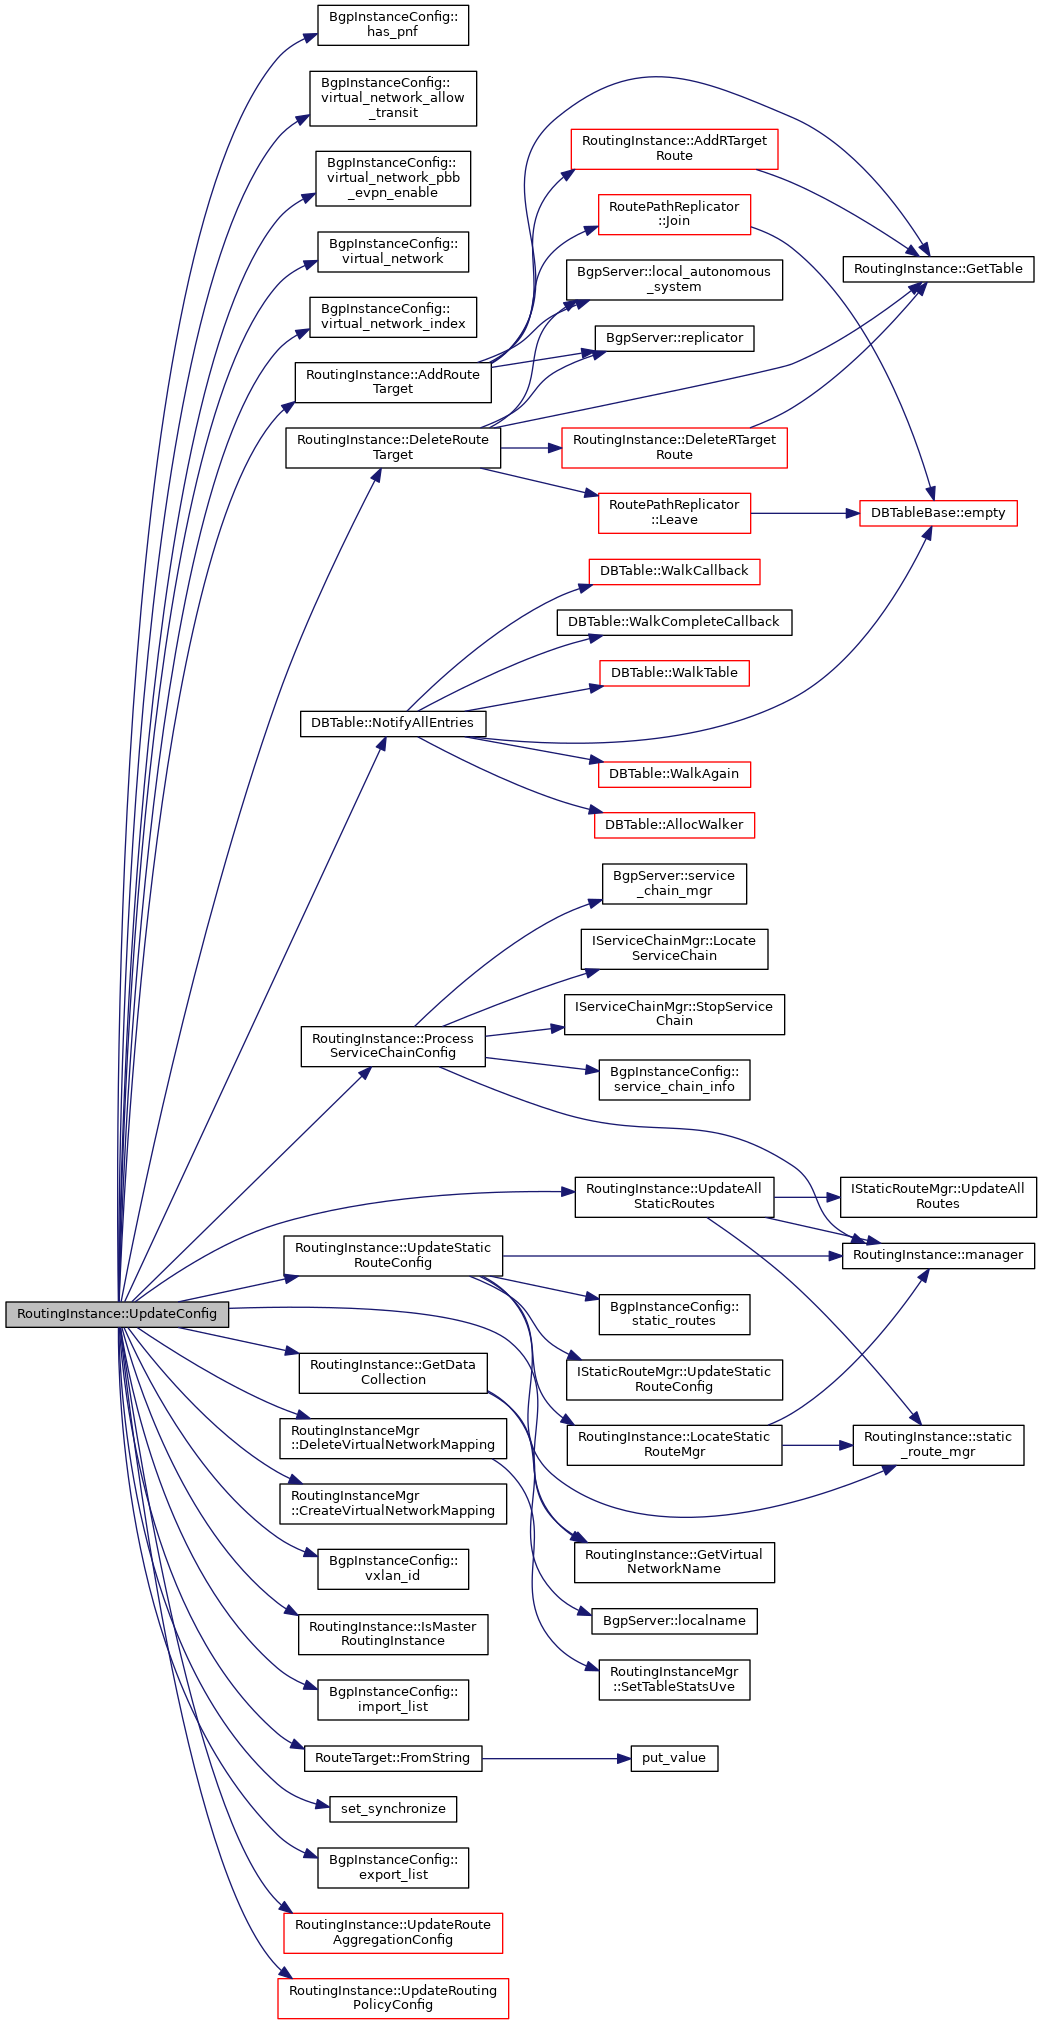 BgpInstanceConfig::
has_pnf
BgpInstanceConfig::
virtual_network_allow
_transit
BgpInstanceConfig::
virtual_network_pbb
_evpn_enable
BgpInstanceConfig::
virtual_network
BgpInstanceConfig::
virtual_network_index
RoutingInstance::AddRoute
Target
RoutingInstance::DeleteRoute
Target
DBTable::NotifyAllEntries
RoutingInstance::Process
ServiceChainConfig
RoutingInstance::UpdateStatic
RouteConfig
RoutingInstance::UpdateConfig
RoutingInstance::GetData
Collection
RoutingInstanceMgr
::DeleteVirtualNetworkMapping
RoutingInstanceMgr
::CreateVirtualNetworkMapping
BgpInstanceConfig::
vxlan_id
RoutingInstance::IsMaster
RoutingInstance
BgpInstanceConfig::
import_list
RouteTarget::FromString
set_synchronize
BgpInstanceConfig::
export_list
RoutingInstance::UpdateRoute
AggregationConfig
RoutingInstance::UpdateRouting
PolicyConfig
RoutingInstance::AddRTarget
Route
RoutePathReplicator
::Join
BgpServer::local_autonomous
_system
BgpServer::replicator
RoutingInstance::DeleteRTarget
Route
RoutePathReplicator
::Leave
DBTable::WalkCallback
DBTable::WalkCompleteCallback
DBTable::WalkTable
DBTable::WalkAgain
DBTable::AllocWalker
BgpServer::service
_chain_mgr
IServiceChainMgr::Locate
ServiceChain
IServiceChainMgr::StopService
Chain
BgpInstanceConfig::
service_chain_info
RoutingInstance::UpdateAll
StaticRoutes
BgpInstanceConfig::
static_routes
IStaticRouteMgr::UpdateStatic
RouteConfig
RoutingInstance::LocateStatic
RouteMgr
RoutingInstance::GetVirtual
NetworkName
BgpServer::localname
RoutingInstanceMgr
::SetTableStatsUve
put_value
RoutingInstance::GetTable
DBTableBase::empty
IStaticRouteMgr::UpdateAll
Routes
RoutingInstance::manager
RoutingInstance::static
_route_mgr